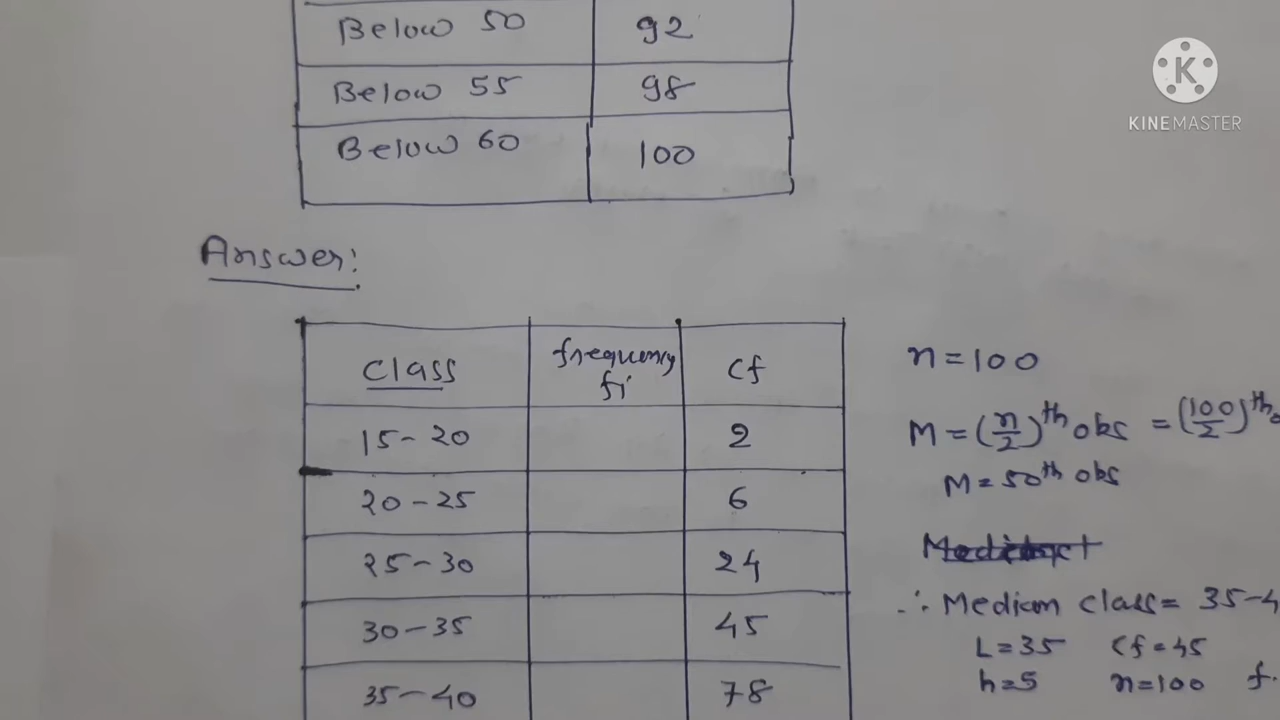 Below 50 92
Below 55 98
Below 60 100
KINEMASTER
Answer:
Class frequency fi Cf
15-20 2
20-25 6
25-30 24
30-35 45
35-40 78
n=100
M=(n/2)th obs =(100/2)th
M=50th obs
∴ Median class= 35-4
L=35 Cf=45
h=5 n=100 f